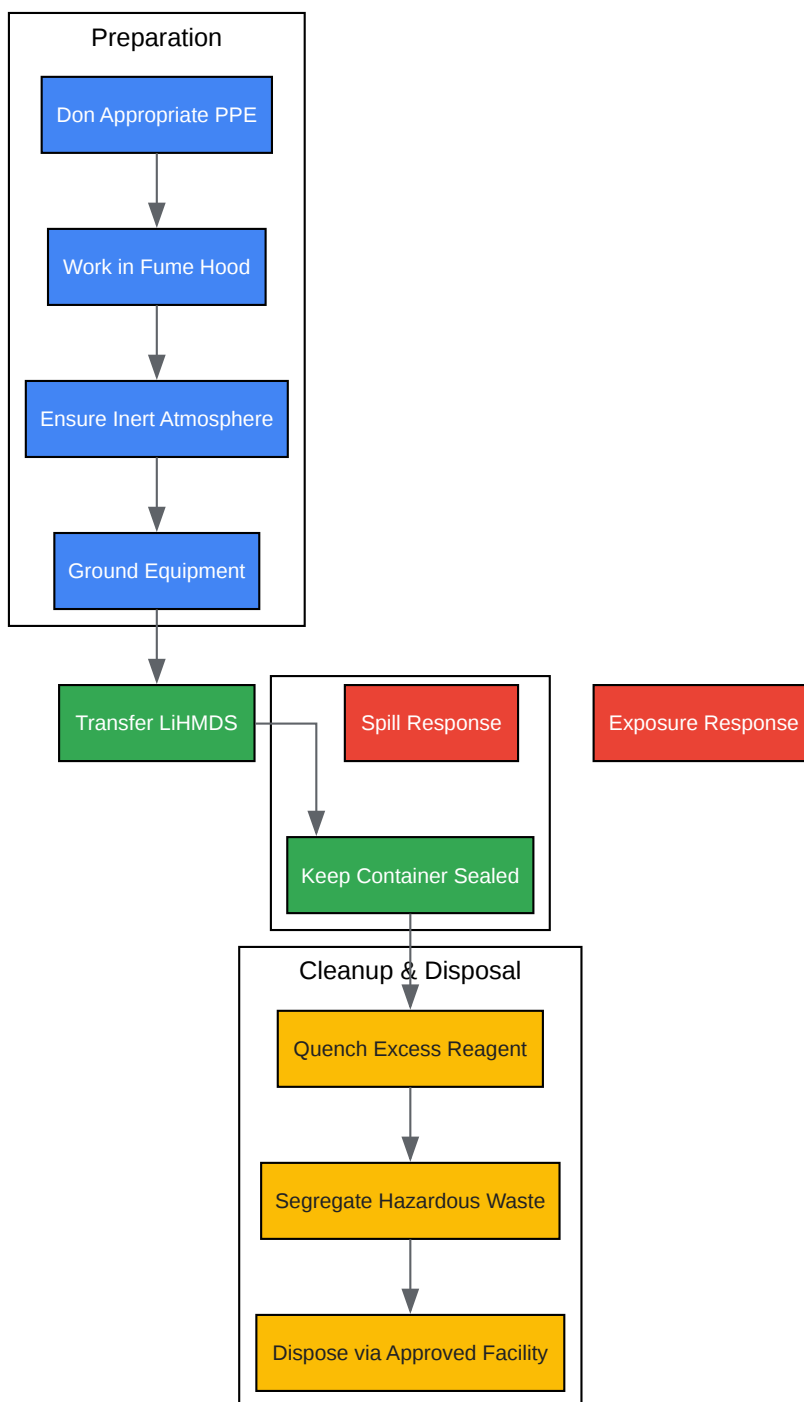 Preparation
Don Appropriate PPE
Work in Fume Hood
Ensure Inert Atmosphere
Ground Equipment
Transfer LiHMDS
Spill Response
Exposure Response
Keep Container Sealed
Cleanup & Disposal
Quench Excess Reagent
Segregate Hazardous Waste
Dispose via Approved Facility